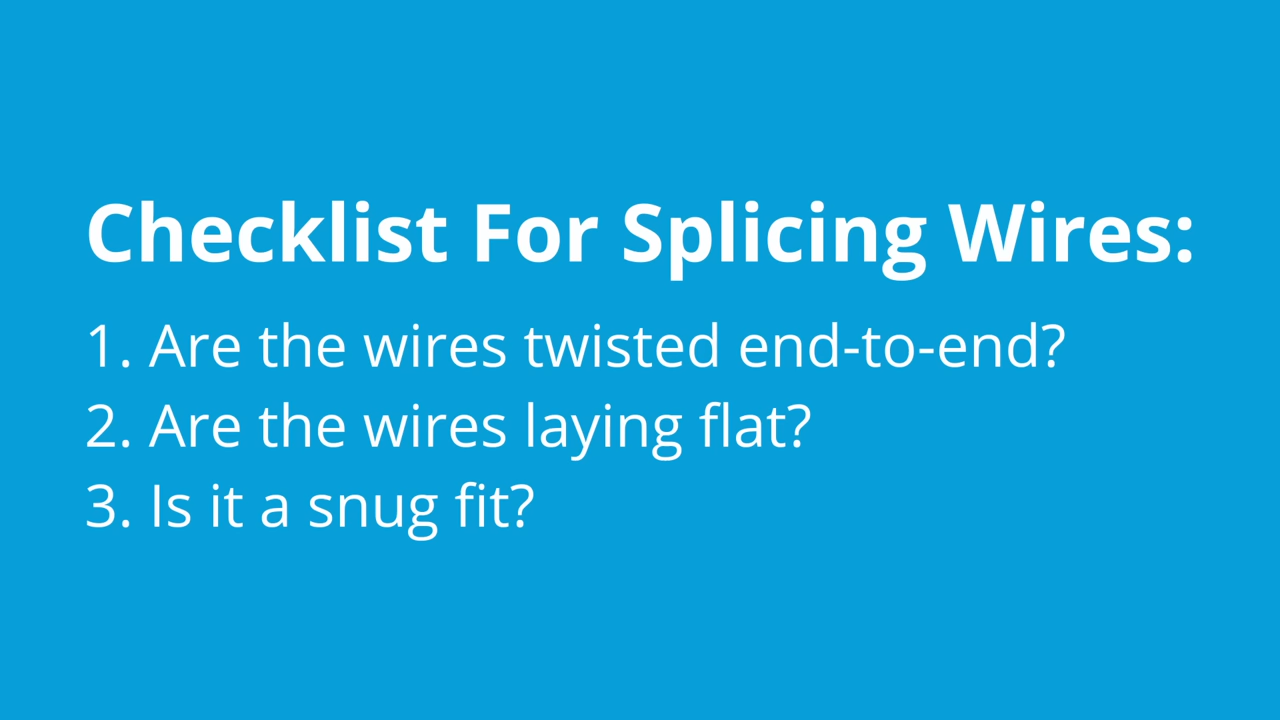 Checklist For Splicing Wires:
1. Are the wires twisted end-to-end?
2. Are the wires laying flat?
3. Is it a snug fit?